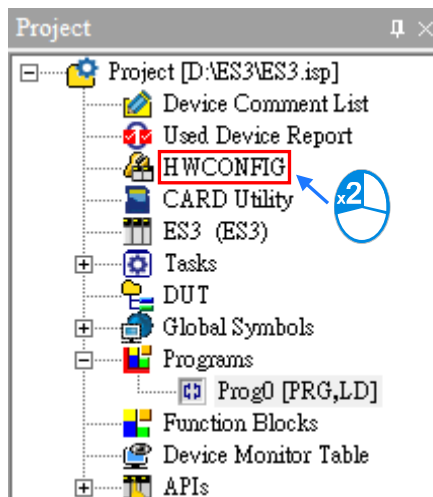 Project
Project [D:\ES3\ES3.isp]
Device Comment List
Used Device Report
HWCONFIG
x2
CARD Utility
ES3 (ES3)
Tasks
DUT
Global Symbols
Programs
Prog0 [PRG,LD]
Function Blocks
Device Monitor Table
APIs